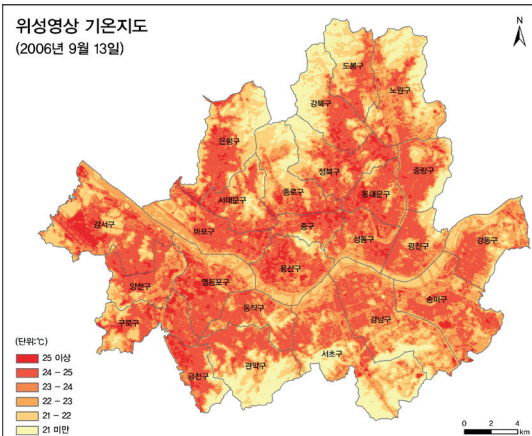 위성영상 기온지도
(2006년 9월 13일)
N
도봉구
노원구
강북구
은평구
성북구
중랑구
종로구
서대문구
동대문구
강서구
마포구
중구
성동구
광진구
강동구
양천구
영등포구
용산구
송파구
구로구
동작구
강남구
금천구
관악구
서초구
(단위:℃)
25 이상
24 - 25
23 - 24
22 - 23
21 - 22
21 미만
0 2 4
km